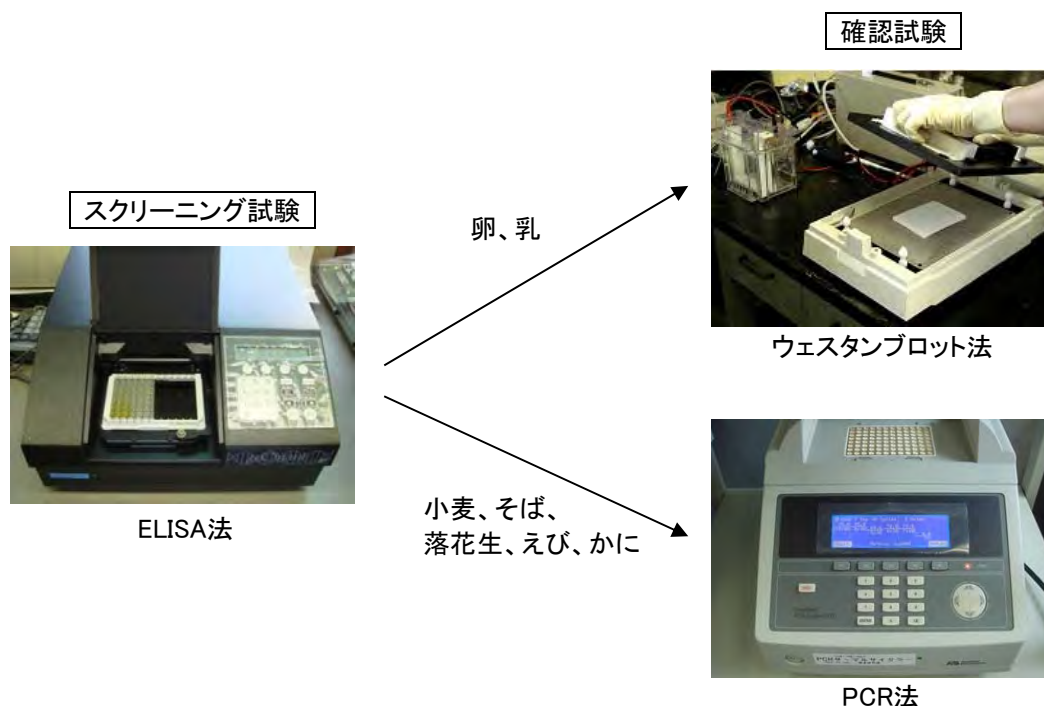 確認試験
スクリーニング試験
卵、乳
ウェスタンブロット法
ELISA法
小麦、そば、
落花生、えび、かに
PCR法